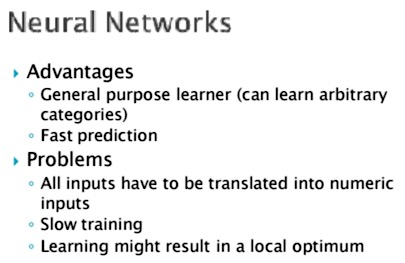 Neural Networks
Advantages
General purpose learner (can learn arbitrary
categories)
Fast prediction
Problems
All inputs have to be translated into numeric
inputs
Slow training
Learning might result in a local optimum